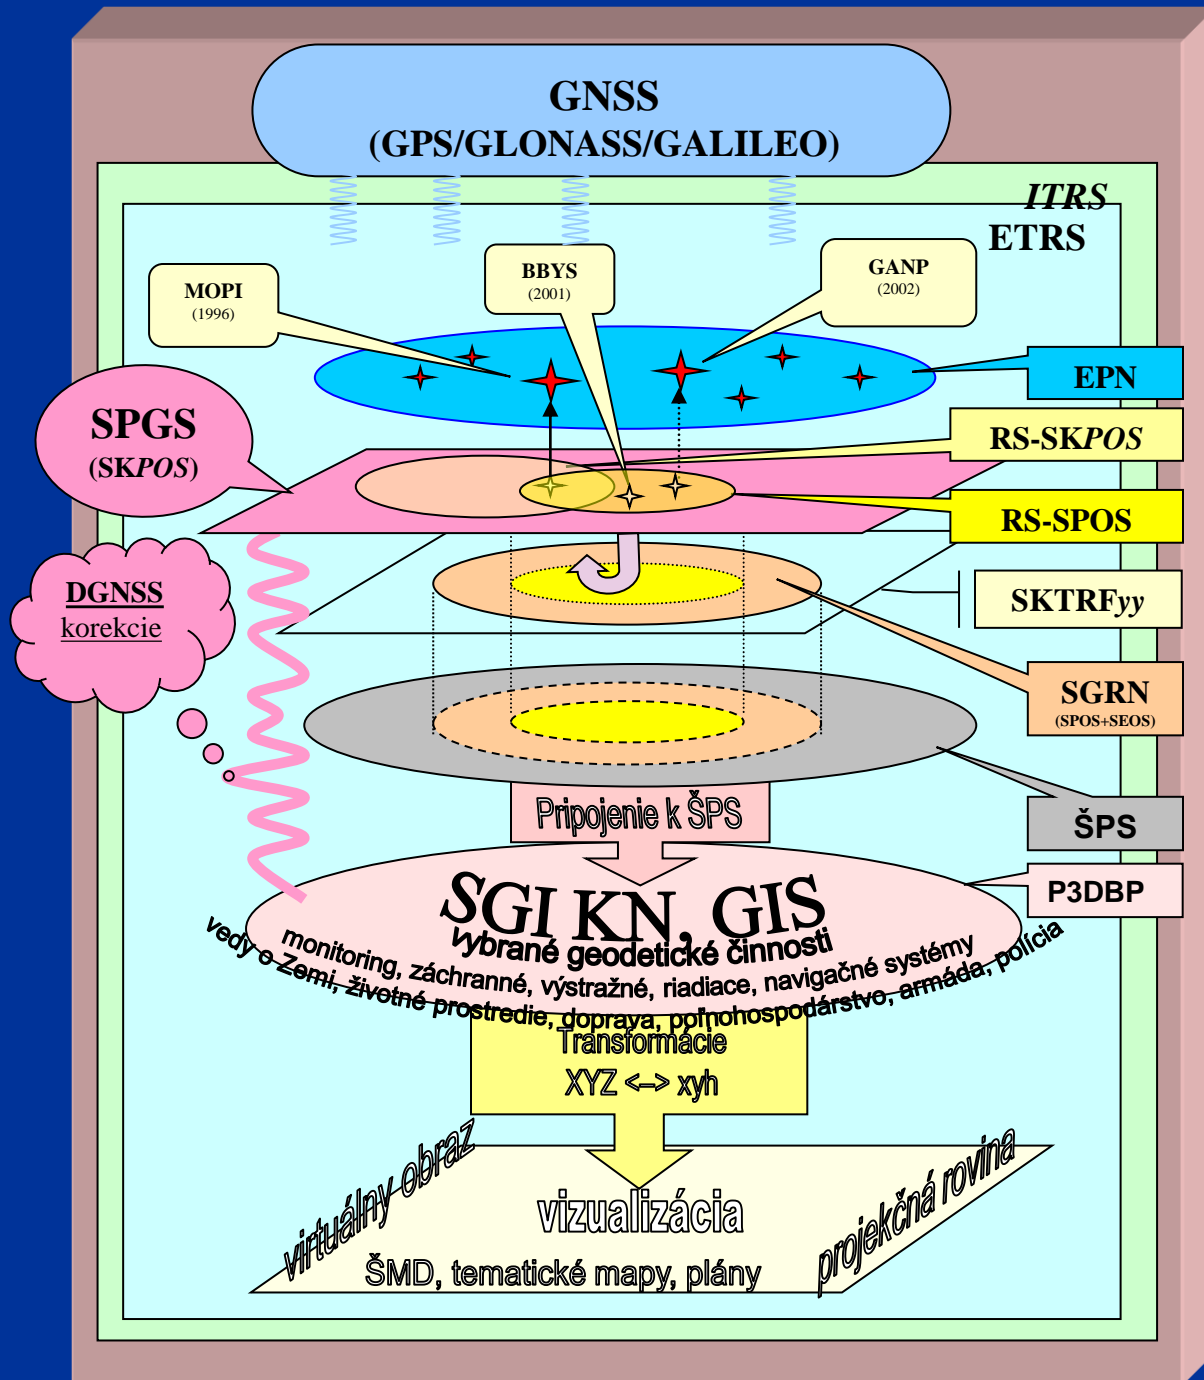 GNSS
(GPS/GLONASS/GALILEO)
ITRS
ETRS
MOPI
(1996)
BBYS
(2001)
GANP
(2002)
EPN
SPGS
(SKPOS)
RS-SKPOS
RS-SPOS
DGNSS
korekcie
SKTRFyy
SGRN
(SPOS+SEOS)
ŠPS
Pripojenie k ŠPS
P3DBP
SGI KN, GIS
vybrané geodetické činnosti
monitoring, záchranné, výstražné, riadiace, navigačné systémy
vedy o Zemi, životné prostredie, doprava, poľnohospodárstvo, armáda, polícia
Transformácie
XYZ <--> xyh
virtuálny obraz
projekčná rovina
vizualizácia
ŠMD, tematické mapy, plány